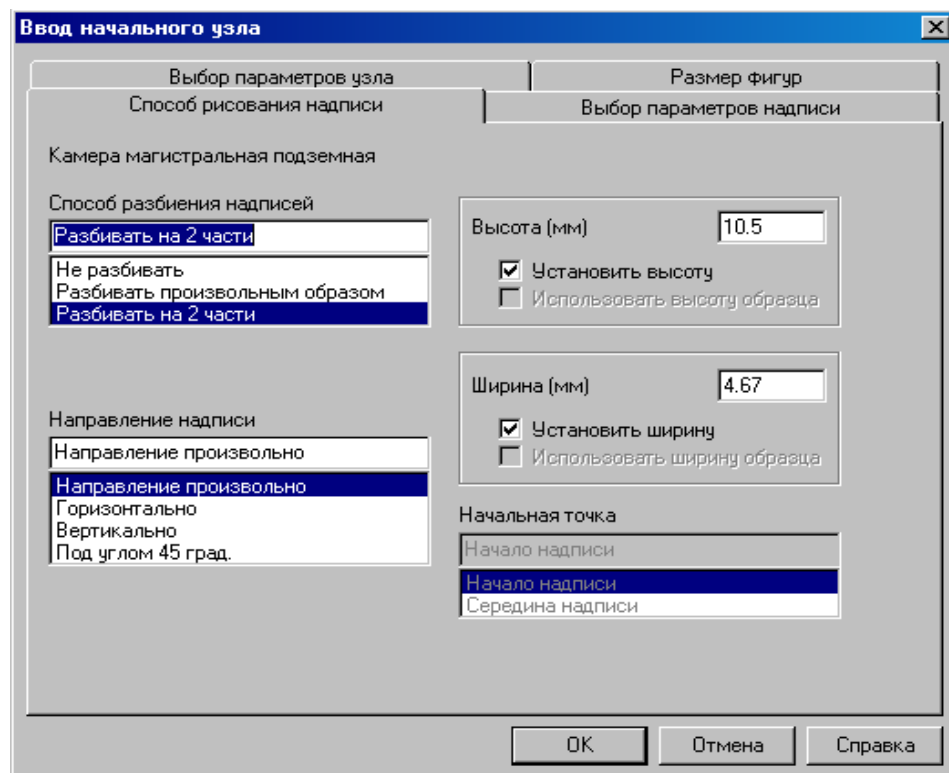 Ввод начального узла
Выбор параметров узла
Размер фигур
Способ рисования надписи
Выбор параметров надписи
Камера магистральная подземная
Способ разбиения надписей
Разбивать на 2 части
Не разбивать
Разбивать произвольным образом
Разбивать на 2 части
Высота (мм)
10.5
Установить высоту
Использовать высоту образца
Ширина (мм)
4.67
Установить ширину
Использовать ширину образца
Направление надписи
Направление произвольно
Направление произвольно
Горизонтально
Вертикально
Под углом 45 град.
Начальная точка
Начало надписи
Начало надписи
Середина надписи
OK
Отмена
Справка